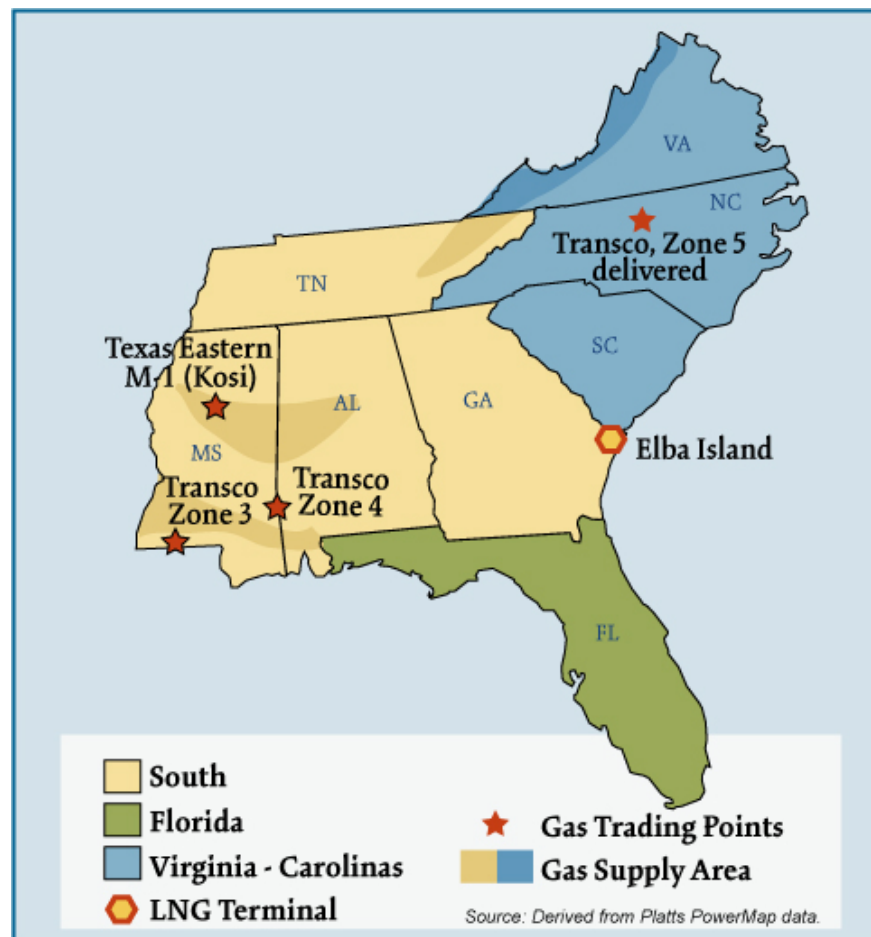 VA
NC
Transco, Zone 5
delivered
TN
SC
Texas Eastern
M-1 (Kosi)
AL
GA
MS
Elba Island
Transco
Zone 3
Transco
Zone 4
FL
South
Florida
Virginia - Carolinas
LNG Terminal
Gas Trading Points
Gas Supply Area
Source: Derived from Platts PowerMap data.